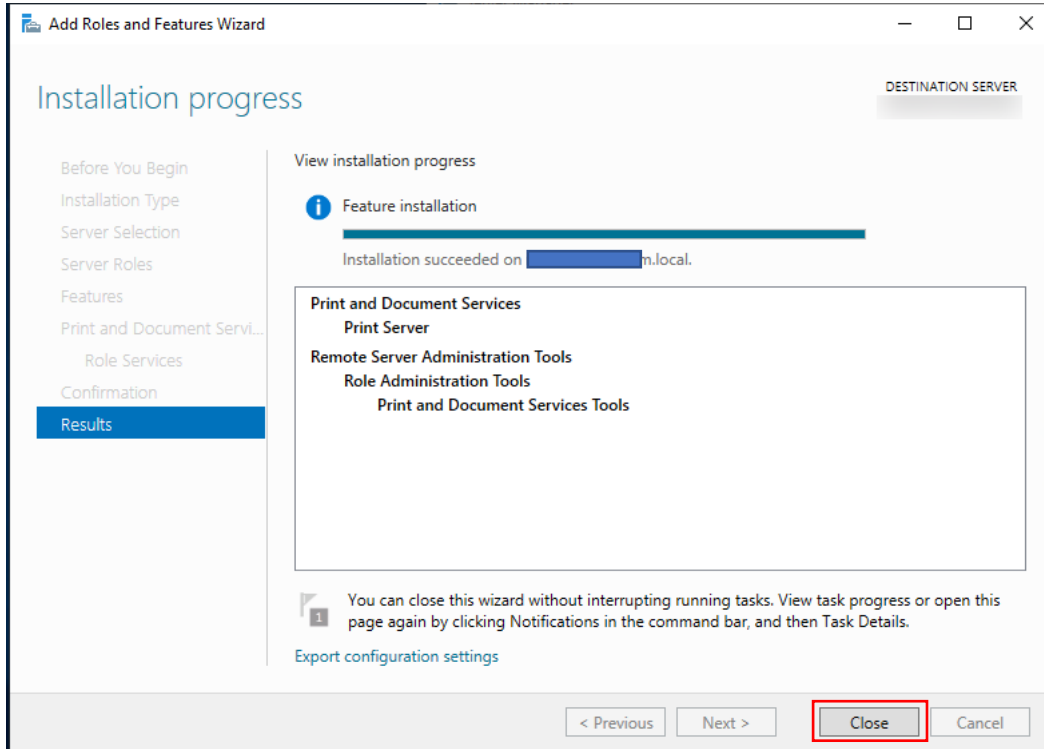 Add Roles and Features Wizard
Installation progress
DESTINATION SERVER
Before You Begin
Installation Type
Server Selection
Server Roles
Features
Print and Document Servi...
Role Services
Confirmation
Results
View installation progress
Feature installation
Installation succeeded on m.local.
Print and Document Services
Print Server
Remote Server Administration Tools
Role Administration Tools
Print and Document Services Tools
1
You can close this wizard without interrupting running tasks. View task progress or open this
page again by clicking Notifications in the command bar, and then Task Details.
Export configuration settings
< Previous
Next >
Close
Cancel